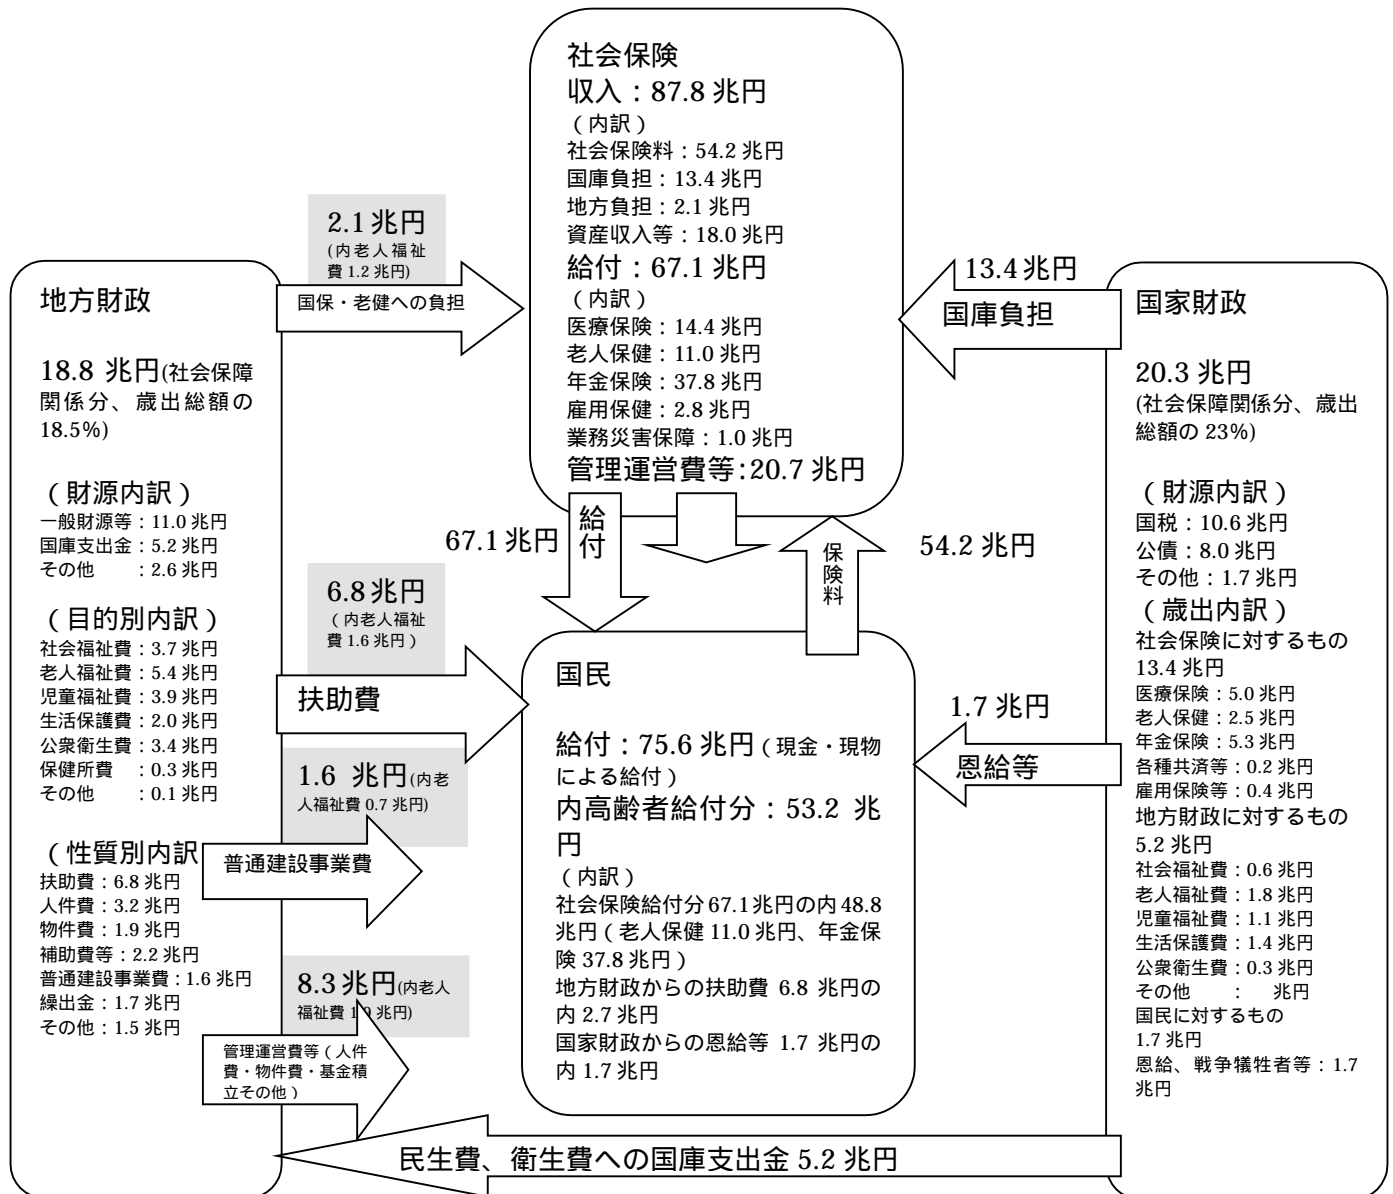 社会保険
収入：87.8 兆円
（内訳）
社会保険料：54.2 兆円
国庫負担：13.4 兆円
地方負担：2.1 兆円
資産収入等：18.0 兆円
給付：67.1 兆円
（内訳）
医療保険：14.4 兆円
老人保健：11.0 兆円
年金保険：37.8 兆円
雇用保健：2.8 兆円
業務災害保障：1.0 兆円
管理運営費等：20.7 兆円
2.1 兆円
(内老人福祉
費 1.2 兆円)
国保・老健への負担
13.4 兆円
国庫負担
地方財政
18.8 兆円(社会保障
関係分、歳出総額の
18.5％)
（財源内訳）
一般財源等：11.0 兆円
国庫支出金：5.2 兆円
その他　　：2.6 兆円
（目的別内訳）
社会福祉費：3.7 兆円
老人福祉費：5.4 兆円
児童福祉費：3.9 兆円
生活保護費：2.0 兆円
公衆衛生費：3.4 兆円
保健所費　：0.3 兆円
その他　　：0.1 兆円
（性質別内訳
扶助費：6.8 兆円
人件費：3.2 兆円
物件費：1.9 兆円
補助費等：2.2 兆円
普通建設事業費：1.6 兆円
繰出金：1.7 兆円
その他：1.5 兆円
67.1 兆円
給付
保険料
54.2 兆円
6.8 兆円
（内老人福祉
費 1.6 兆円）
扶助費
1.6 兆円(内老
人福祉費 0.7 兆円)
普通建設事業費
8.3 兆円(内老人
福祉費 1 兆円)
管理運営費等（人件
費・物件費・基金積
立その他）
国民
給付：75.6 兆円（現金・現物
による給付）
内高齢者給付分：53.2 兆
円
（内訳）
社会保険給付分 67.1 兆円の内 48.8
兆円（老人保健 11.0 兆円、年金保
険 37.8 兆円）
地方財政からの扶助費 6.8 兆円の
内 2.7 兆円
国家財政からの恩給等 1.7 兆円の
内 1.7 兆円
1.7 兆円
恩給等
国家財政
20.3 兆円
(社会保障関係分、歳出
総額の 23％)
（財源内訳）
国税：10.6 兆円
公債：8.0 兆円
その他：1.7 兆円
（歳出内訳）
社会保険に対するもの
13.4 兆円
医療保険：5.0 兆円
老人保健：2.5 兆円
年金保険：5.3 兆円
各種共済等：0.2 兆円
雇用保険等：0.4 兆円
地方財政に対するもの
5.2 兆円
社会福祉費：0.6 兆円
老人福祉費：1.8 兆円
児童福祉費：1.1 兆円
生活保護費：1.4 兆円
公衆衛生費：0.3 兆円
その他　　：　兆円
国民に対するもの
1.7 兆円
恩給、戦争犠牲者等：1.7
兆円
民生費、衛生費への国庫支出金 5.2 兆円